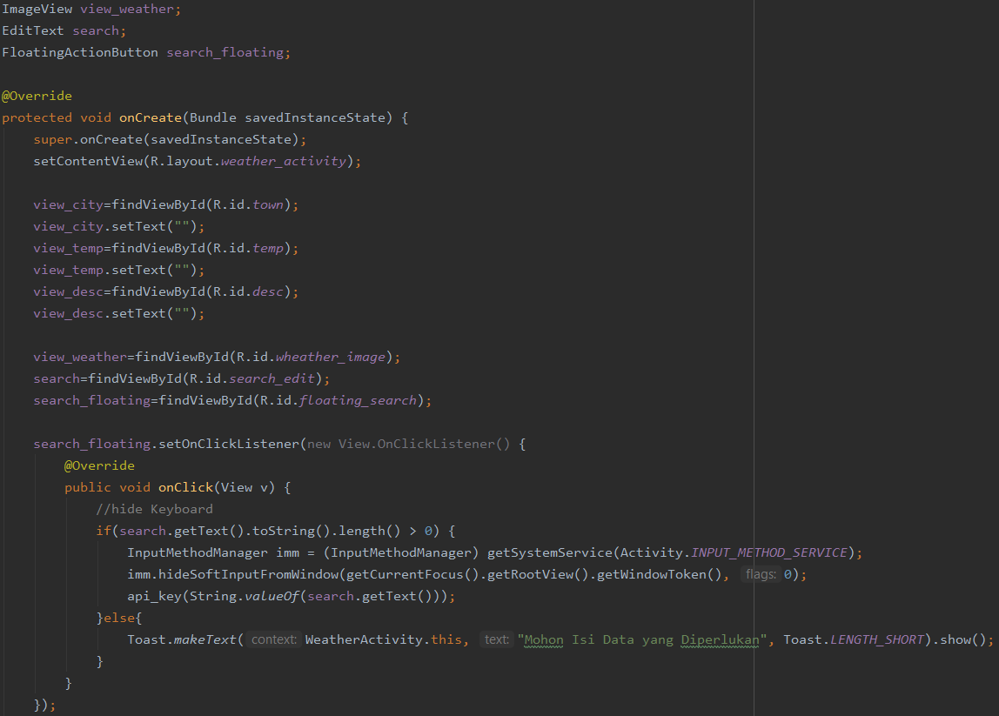 ImageView view_weather;
EditText search;
FloatingActionButton search_floating;
@Override
protected void onCreate(Bundle savedInstanceState) {
super.onCreate(savedInstanceState);
setContentView(R.layout.weather_activity);
view_city=findViewById(R.id.town);
view_city.setText("");
view_temp=findViewById(R.id.temp);
view_temp.setText("");
view_desc=findViewById(R.id.desc);
view_desc.setText("");
view_weather=findViewById(R.id.wheather_image);
search=findViewById(R.id.search_edit);
search_floating=findViewById(R.id.floating_search);
search_floating.setOnClickListener(new View.OnClickListener() {
@Override
public void onClick(View v) {
//hide Keyboard
if(search.getText().toString().length() > 0) {
InputMethodManager imm = (InputMethodManager) getSystemService(Activity.INPUT_METHOD_SERVICE);
imm.hideSoftInputFromWindow(getCurrentFocus().getRootView().getWindowToken(), flags: 0);
api_key(String.valueOf(search.getText()));
}else{
Toast.makeText( context: WeatherActivity.this, text: "Mohon Isi Data yang Diperlukan", Toast.LENGTH_SHORT).show();
}
}
});